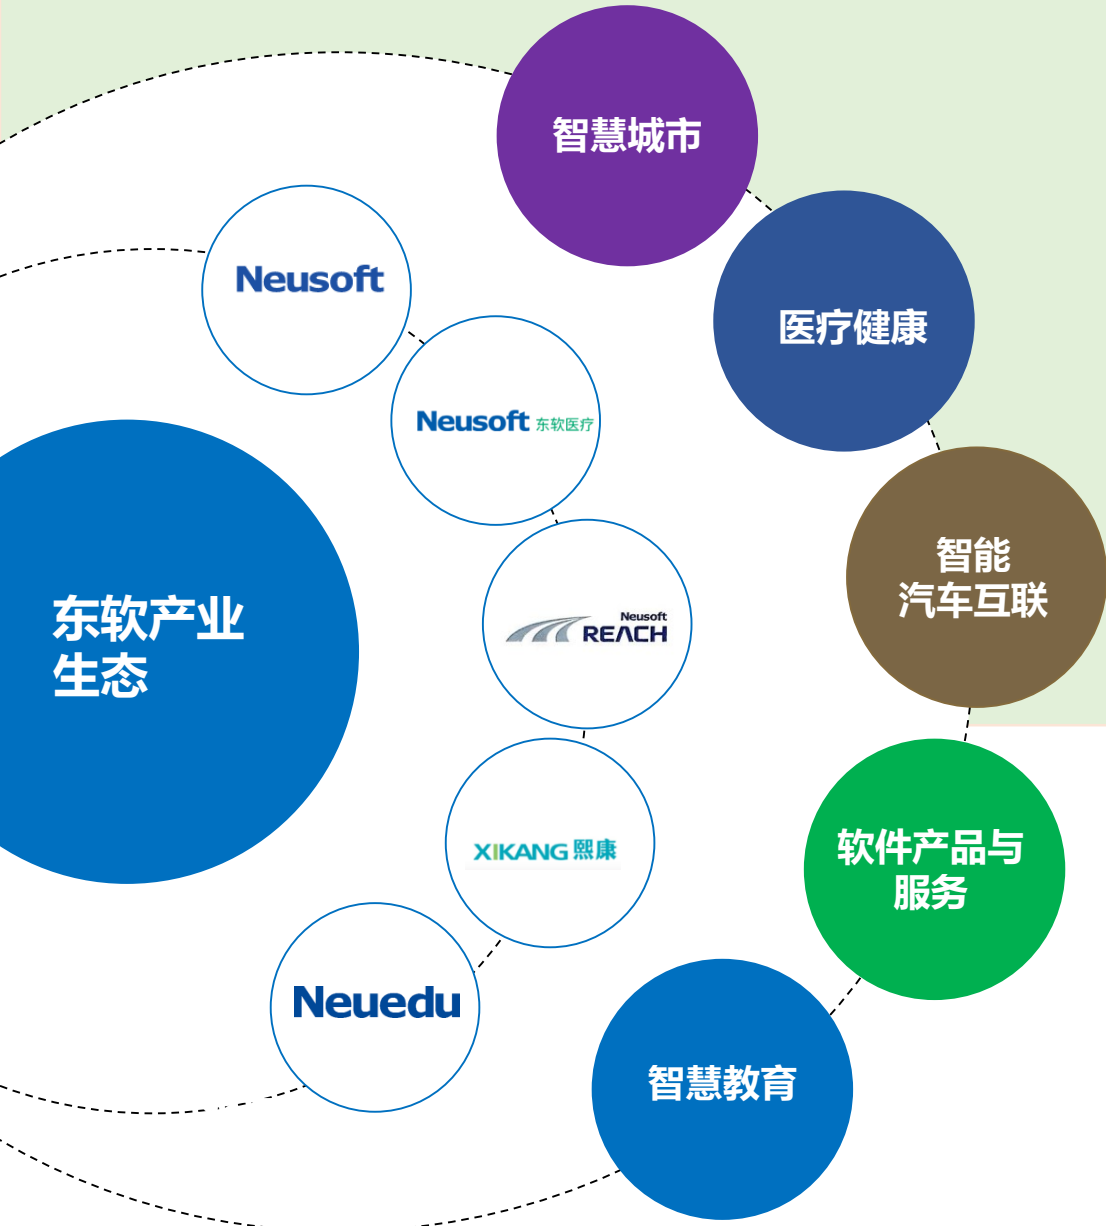 智慧城市
Neusoft
医疗健康
Neusoft 东软医疗
智能
汽车互联
东软产业
生态
Neusoft
REACH
XIKANG 熙康
软件产品与
服务
Neuedu
智慧教育